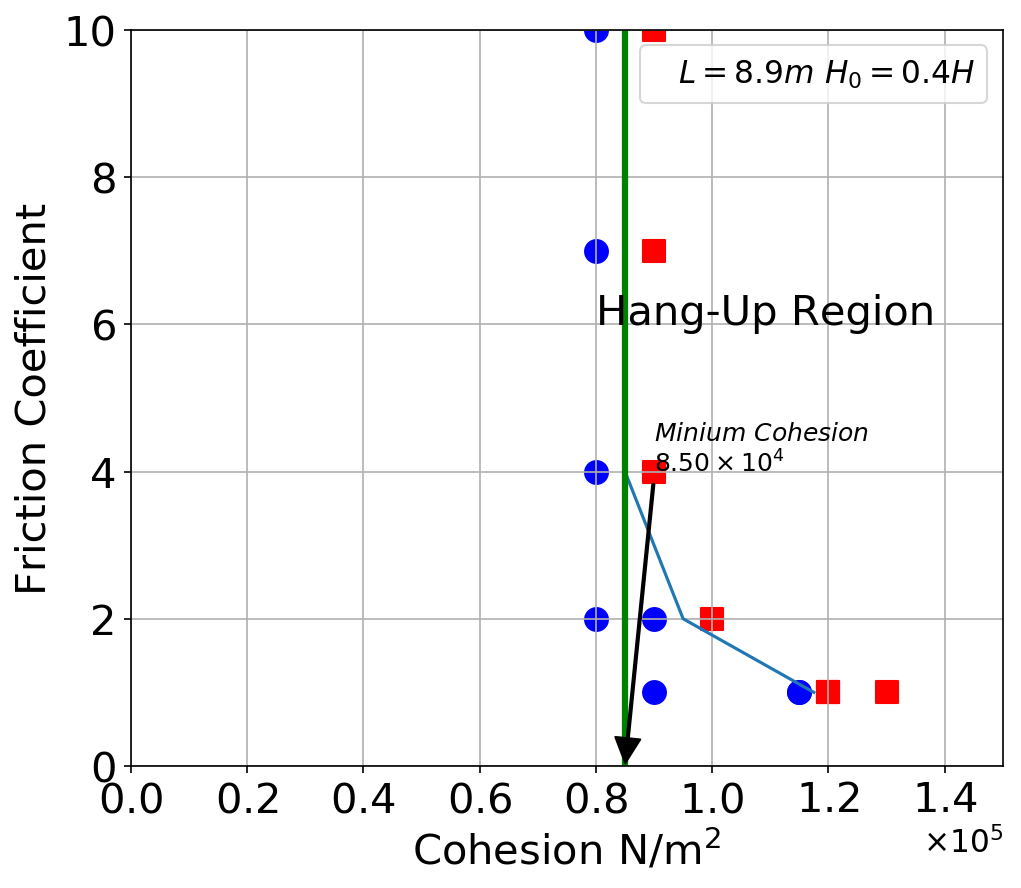 10
8
6
4
2
0
Friction Coefficient
L = 8.9m H₀ = 0.4H
Hang-Up Region
Minium Cohesion
8.50 × 10⁴
0.0 0.2 0.4 0.6 0.8 1.0 1.2 1.4
×10⁵
Cohesion N/m²